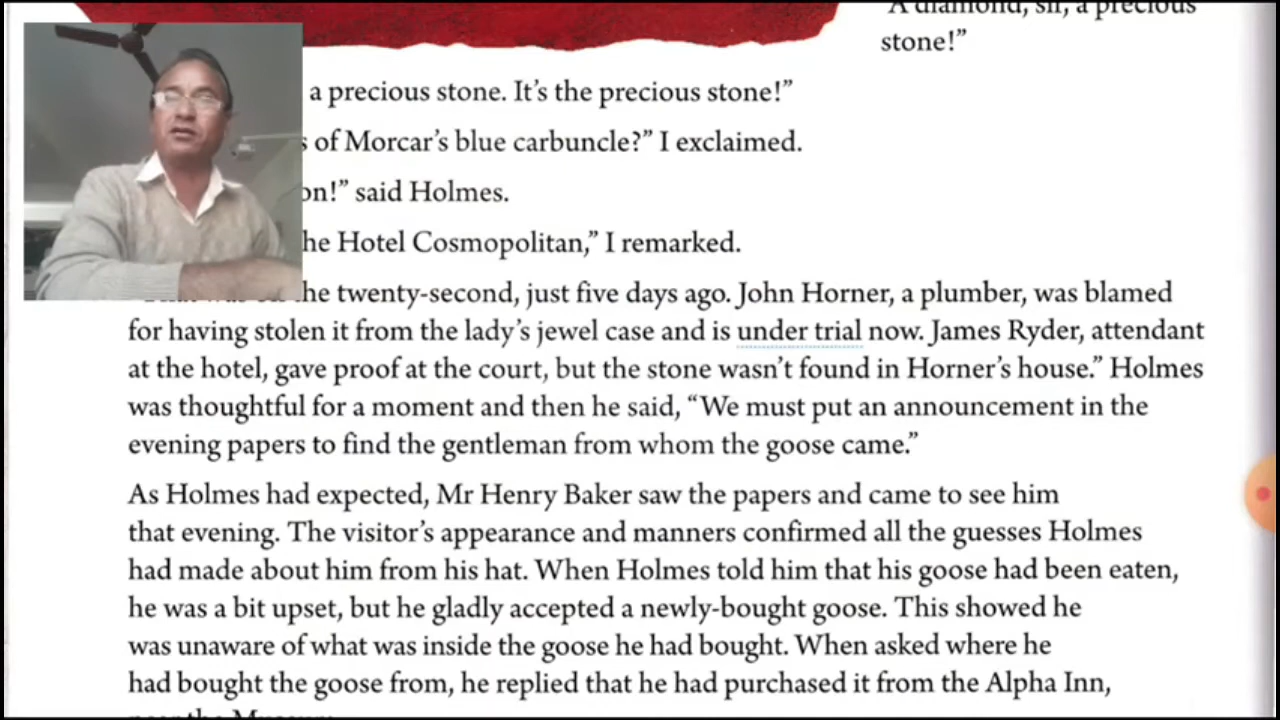 "A diamond, sir, a precious
stone!”
a precious stone. It’s the precious stone!”
of Morcar’s blue carbuncle?” I exclaimed.
said Holmes.
Hotel Cosmopolitan,” I remarked.
the twenty-second, just five days ago. John Horner, a plumber, was blamed
for having stolen it from the lady’s jewel case and is under trial now. James Ryder, attendant
at the hotel, gave proof at the court, but the stone wasn’t found in Horner’s house.” Holmes
was thoughtful for a moment and then he said, “We must put an announcement in the
evening papers to find the gentleman from whom the goose came.”
As Holmes had expected, Mr Henry Baker saw the papers and came to see him
that evening. The visitor’s appearance and manners confirmed all the guesses Holmes
had made about him from his hat. When Holmes told him that his goose had been eaten,
he was a bit upset, but he gladly accepted a newly-bought goose. This showed he
was unaware of what was inside the goose he had bought. When asked where he
had bought the goose from, he replied that he had purchased it from the Alpha Inn,
near the Museum